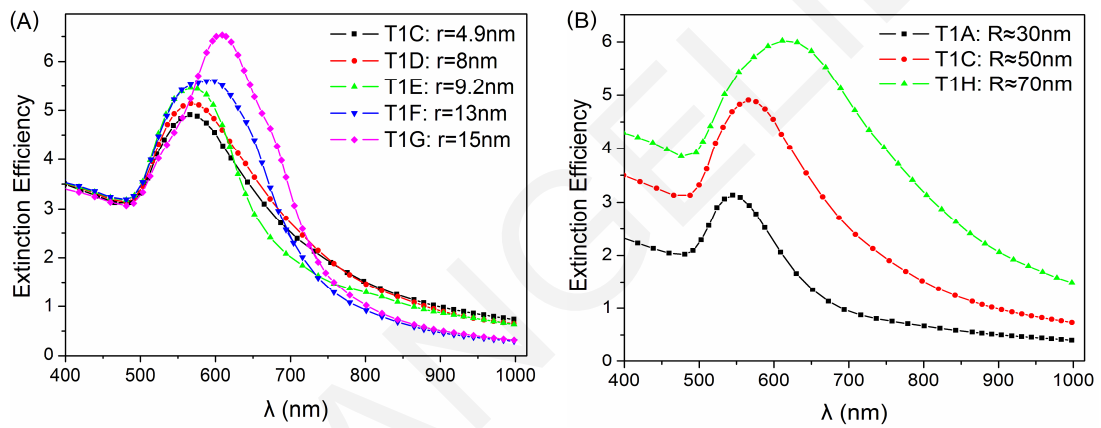 (A)
T1C: r=4.9nm
T1D: r=8nm
T1E: r=9.2nm
T1F: r=13nm
T1G: r=15nm
Extinction Efficiency
6
5
4
3
2
1
0
400 500 600 700 800 900 1000
λ (nm)
(B)
T1A: R≈30nm
T1C: R≈50nm
T1H: R≈70nm
Extinction Efficiency
6
5
4
3
2
1
0
400 500 600 700 800 900 1000
λ (nm)